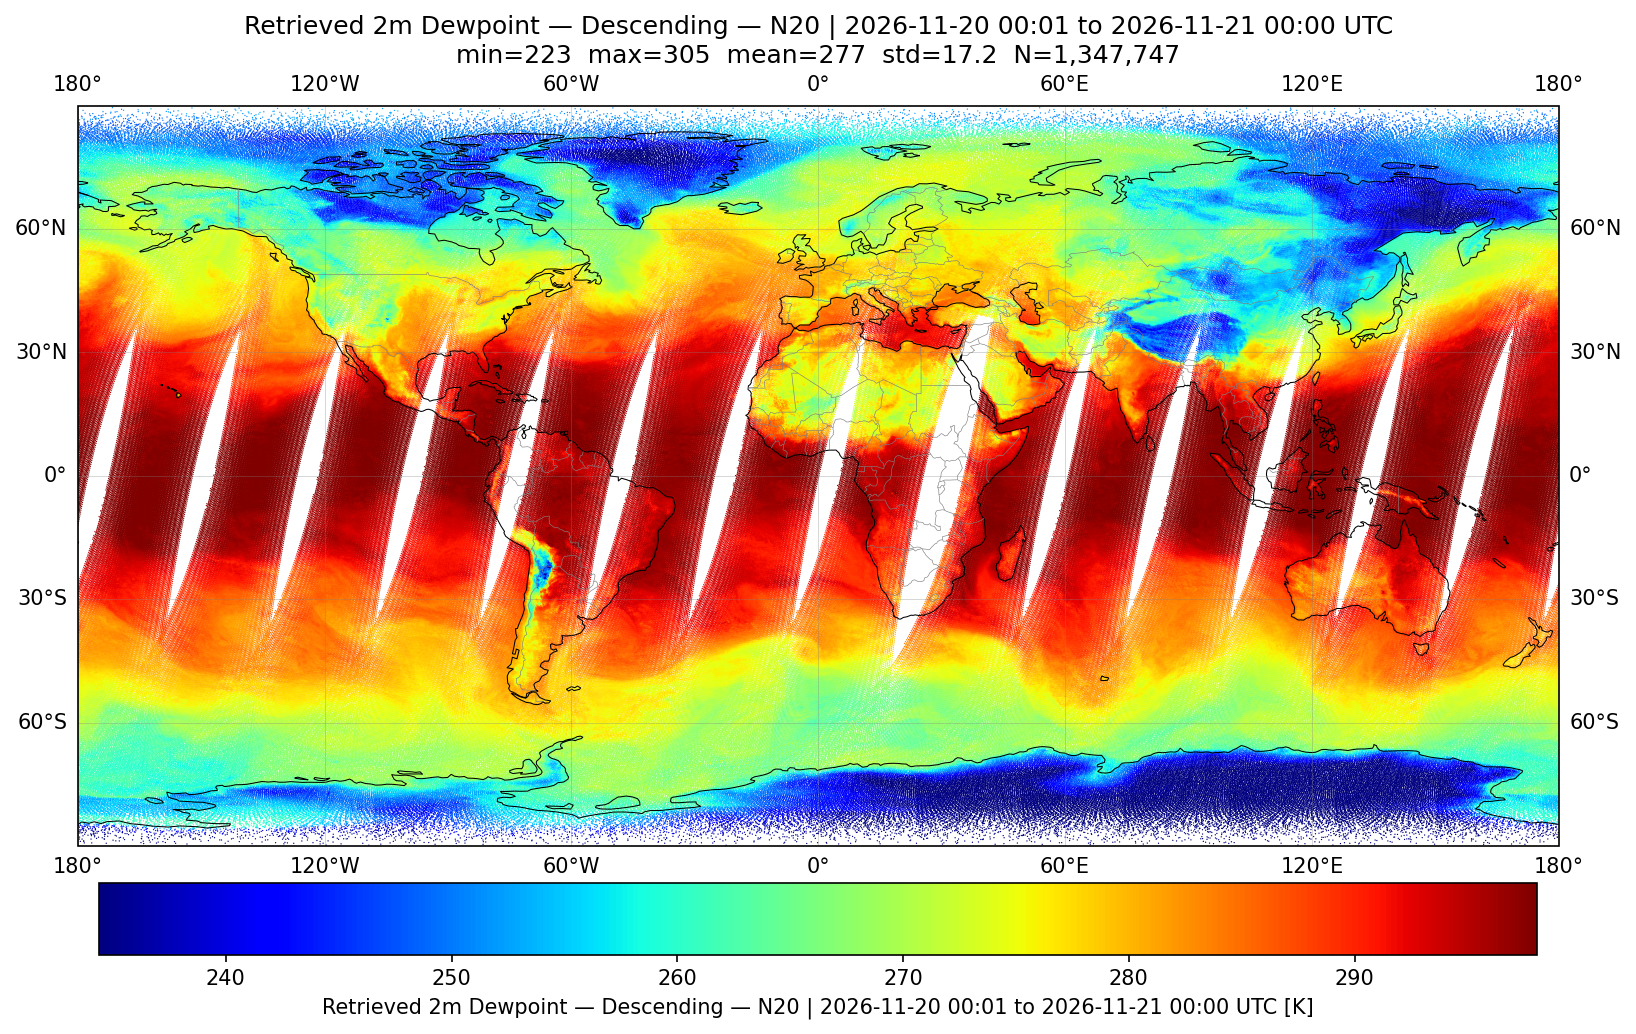 Retrieved 2m Dewpoint — Descending — N20 | 2026-11-20 00:01 to 2026-11-21 00:00 UTC
min=223  max=305  mean=277  std=17.2  N=1,347,747
180° 120°W 60°W 0° 60°E 120°E 180°
60°N 60°N
30°N 30°N
0° 0°
30°S 30°S
60°S 60°S
180° 120°W 60°W 0° 60°E 120°E 180°
240 250 260 270 280 290
Retrieved 2m Dewpoint — Descending — N20 | 2026-11-20 00:01 to 2026-11-21 00:00 UTC [K]